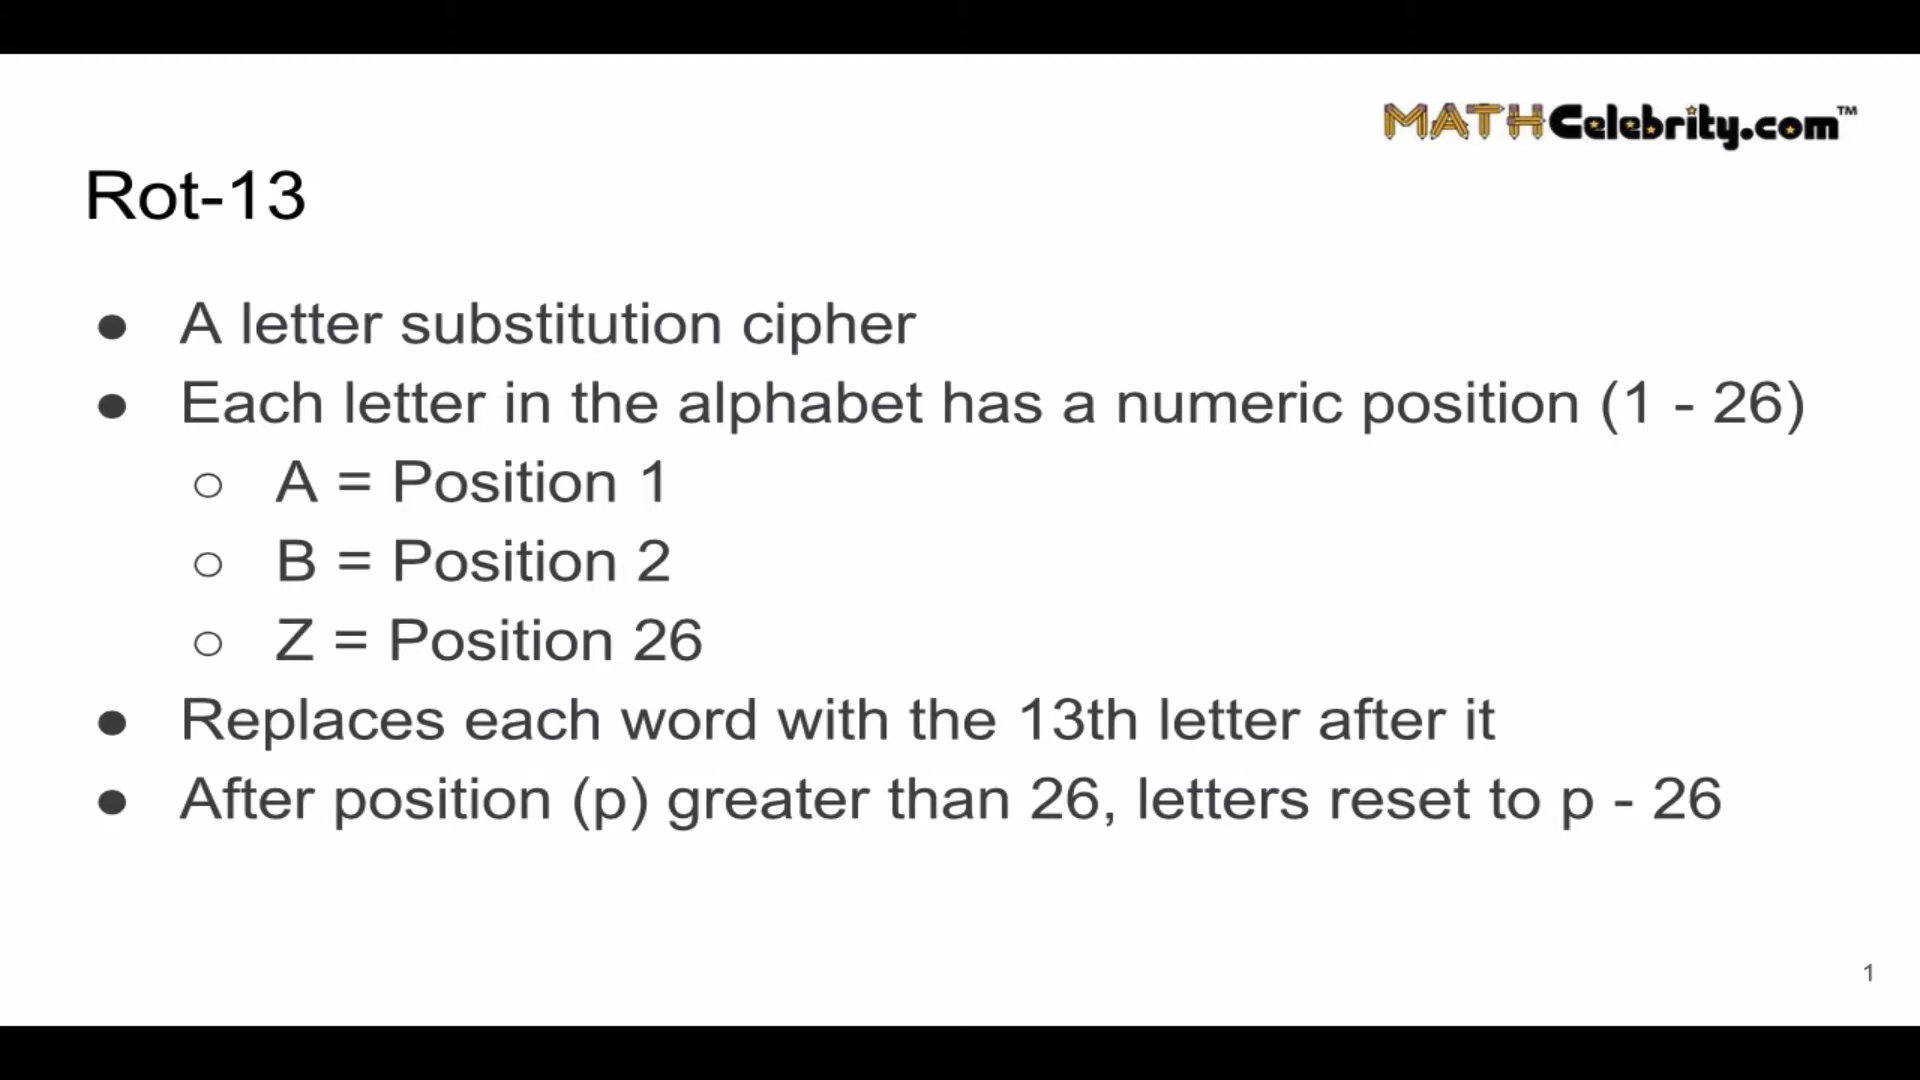 MATHCelebrity.com™
Rot-13
● A letter substitution cipher
● Each letter in the alphabet has a numeric position (1 - 26)
○ A = Position 1
○ B = Position 2
○ Z = Position 26
● Replaces each word with the 13th letter after it
● After position (p) greater than 26, letters reset to p - 26
1